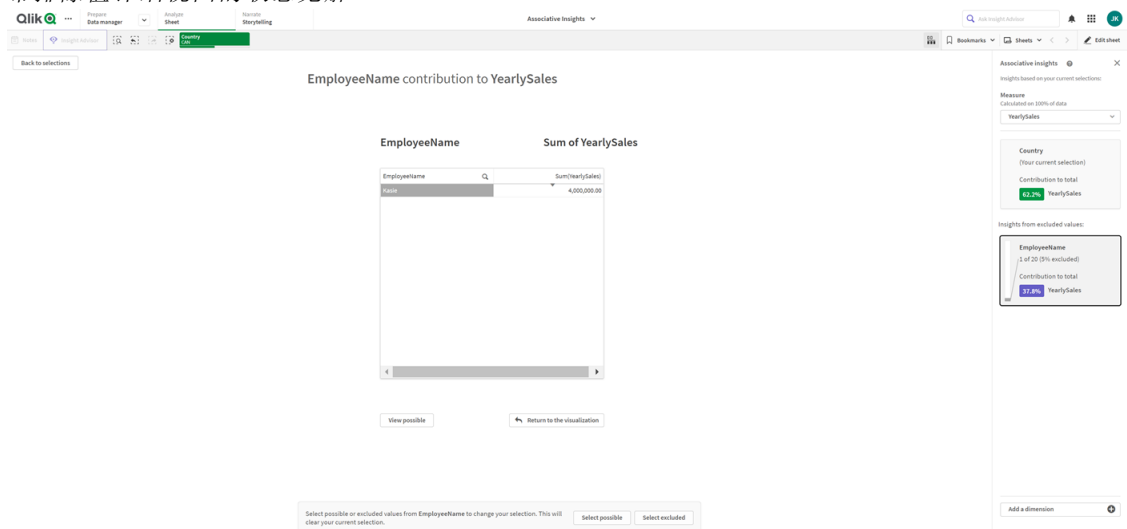 Qlik
Prepare
Data manager
Analyze
Sheet
Narrate
Storytelling
Associative Insights
Ask Insight Advisor
JK
Notes
Insight Advisor
Country
CAN
Bookmarks
Sheets
Edit sheet
Back to selections
EmployeeName contribution to YearlySales
EmployeeName
Sum of YearlySales
EmployeeName
Sum(YearlySales)
Kasie
4,000,000.00
View possible
Return to the visualization
Select possible or excluded values from EmployeeName to change your selection. This will
clear your current selection.
Select possible
Select excluded
Associative insights
Insights based on your current selections:
Measure
Calculated on 100% of data
YearlySales
Country
(Your current selection)
Contribution to total
62.2% YearlySales
Insights from excluded values:
EmployeeName
1 of 20 (5% excluded)
Contribution to total
37.8% YearlySales
Add a dimension